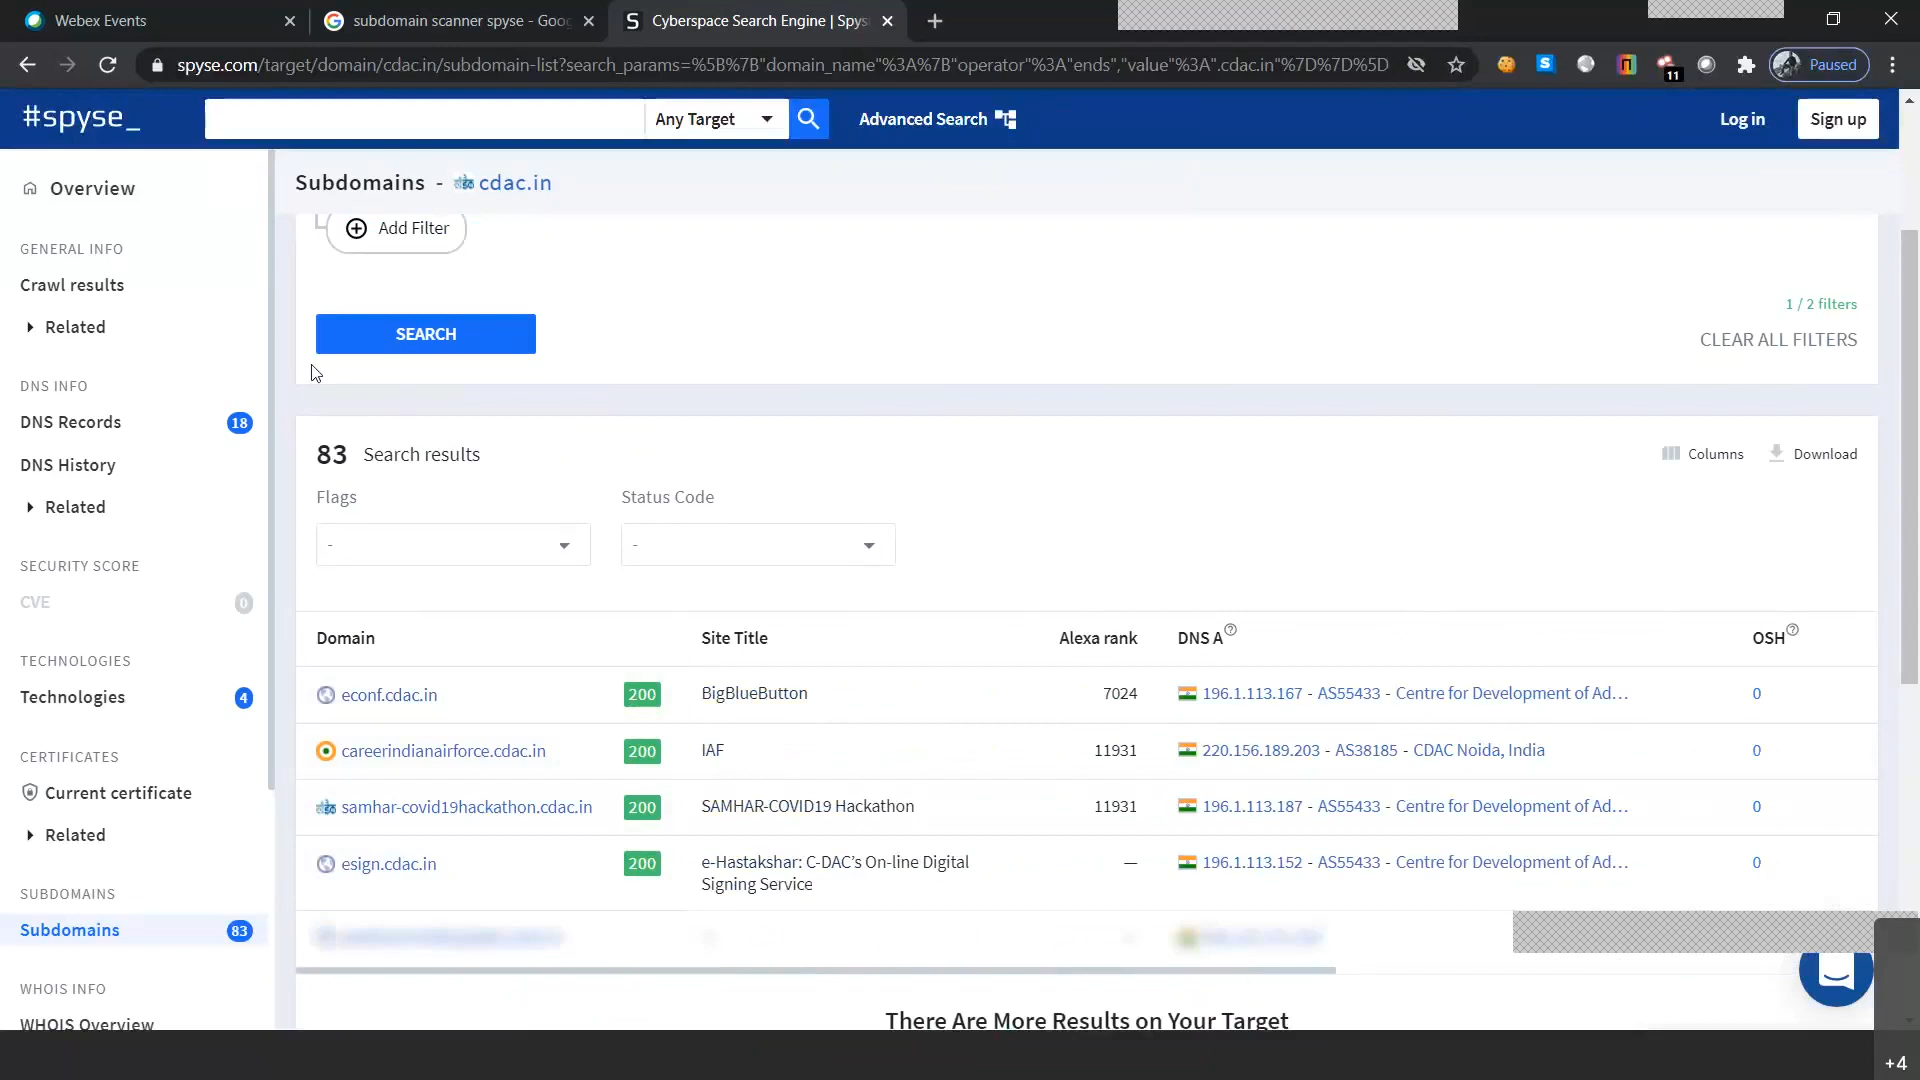 Webex Events
subdomain scanner spyse - Goo
Cyberspace Search Engine | Spys
spyse.com/target/domain/cdac.in/subdomain-list?search_params=%5B%7B"domain_name"%3A%7B"operator"%3A"ends","value"%3A".cdac.in"%7D%7D%5D
11
Paused
#spyse_
Any Target
Advanced Search
Log in
Sign up
Overview
GENERAL INFO
Crawl results
Related
DNS INFO
DNS Records 18
DNS History
Related
SECURITY SCORE
CVE 0
TECHNOLOGIES
Technologies 4
CERTIFICATES
Current certificate
Related
SUBDOMAINS
Subdomains 83
WHOIS INFO
WHOIS Overview
Subdomains - cdac.in
Add Filter
1 / 2 filters
SEARCH
CLEAR ALL FILTERS
83 Search results
Columns
Download
Flags
Status Code
-
-
Domain Site Title Alexa rank DNS A ? OSH ?
econf.cdac.in 200 BigBlueButton 7024 196.1.113.167 - AS55433 - Centre for Development of Ad... 0
careerindianairforce.cdac.in 200 IAF 11931 220.156.189.203 - AS38185 - CDAC Noida, India 0
samhar-covid19hackathon.cdac.in 200 SAMHAR-COVID19 Hackathon 11931 196.1.113.187 - AS55433 - Centre for Development of Ad... 0
esign.cdac.in 200 e-Hastakshar: C-DAC's On-line Digital — 196.1.113.152 - AS55433 - Centre for Development of Ad... 0
Signing Service
There Are More Results on Your Target
+4